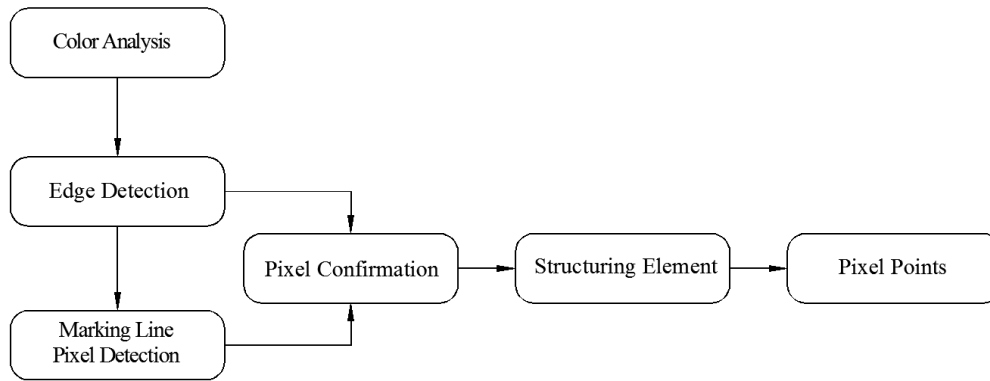 Color Analysis
Edge Detection
Marking Line
Pixel Detection
Pixel Confirmation
Structuring Element
Pixel Points